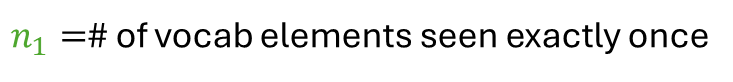 n₁ =# of vocab elements seen exactly once